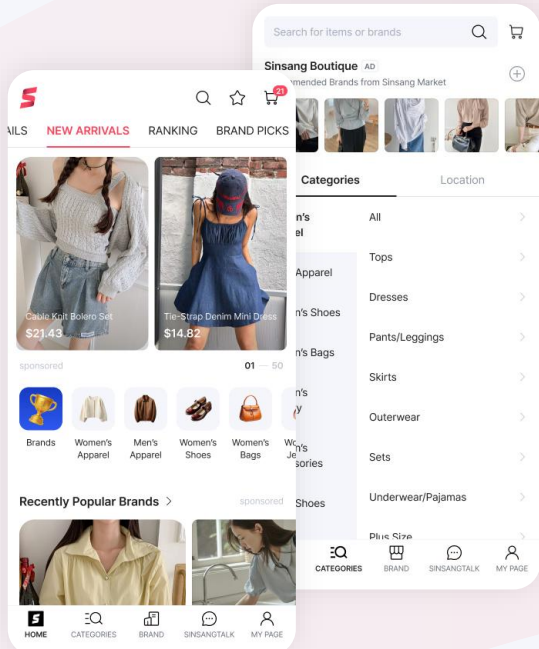 Search for items or brands
Sinsang Boutique AD
mended Brands from Sinsang Market
Categories
Location
All
Tops
Dresses
Pants/Leggings
Skirts
Outerwear
Sets
Underwear/Pajamas
Plus Size
n's
el
Apparel
n's Shoes
n's Bags
n's
y
n's
sories
Shoes
CATEGORIES
BRAND
SINSANGTALK
MY PAGE
21
AILS
NEW ARRIVALS
RANKING
BRAND PICKS
Cable Knit Bolero Set
$21.43
Tie-Strap Denim Mini Dress
$14.82
sponsored
01 — 50
Brands
Women's
Apparel
Men's
Apparel
Women's
Shoes
Women's
Bags
Wo
Je
Recently Popular Brands >
sponsored
HOME
CATEGORIES
BRAND
SINSANGTALK
MY PAGE